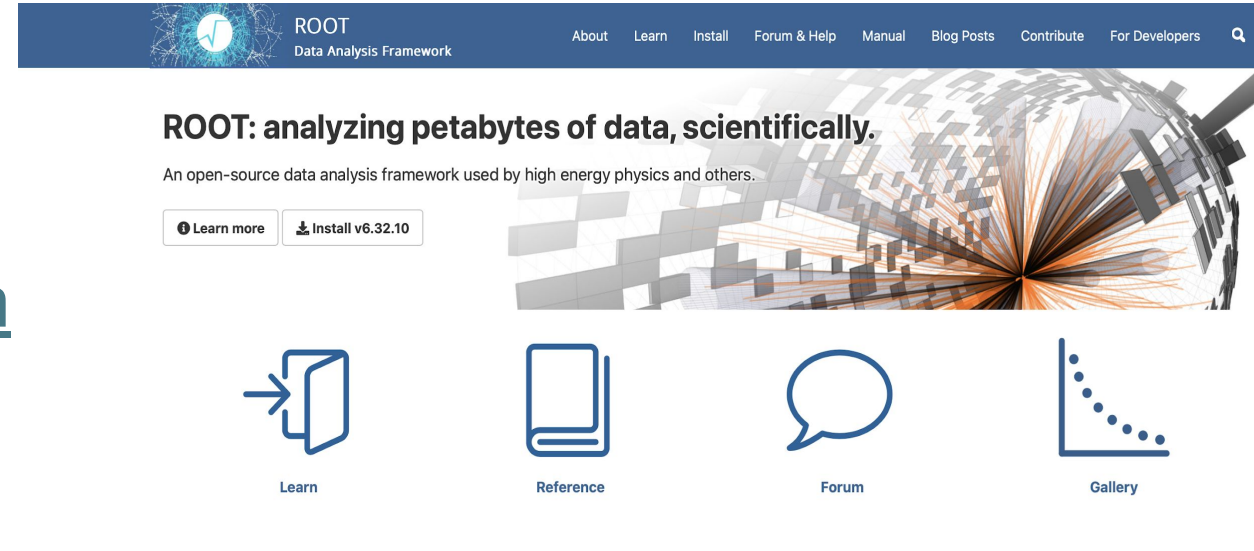 ROOT
Data Analysis Framework
About Learn Install Forum & Help Manual Blog Posts Contribute For Developers
ROOT: analyzing petabytes of data, scientifically.
An open-source data analysis framework used by high energy physics and others.
Learn more Install v6.32.10
Learn Reference Forum Gallery